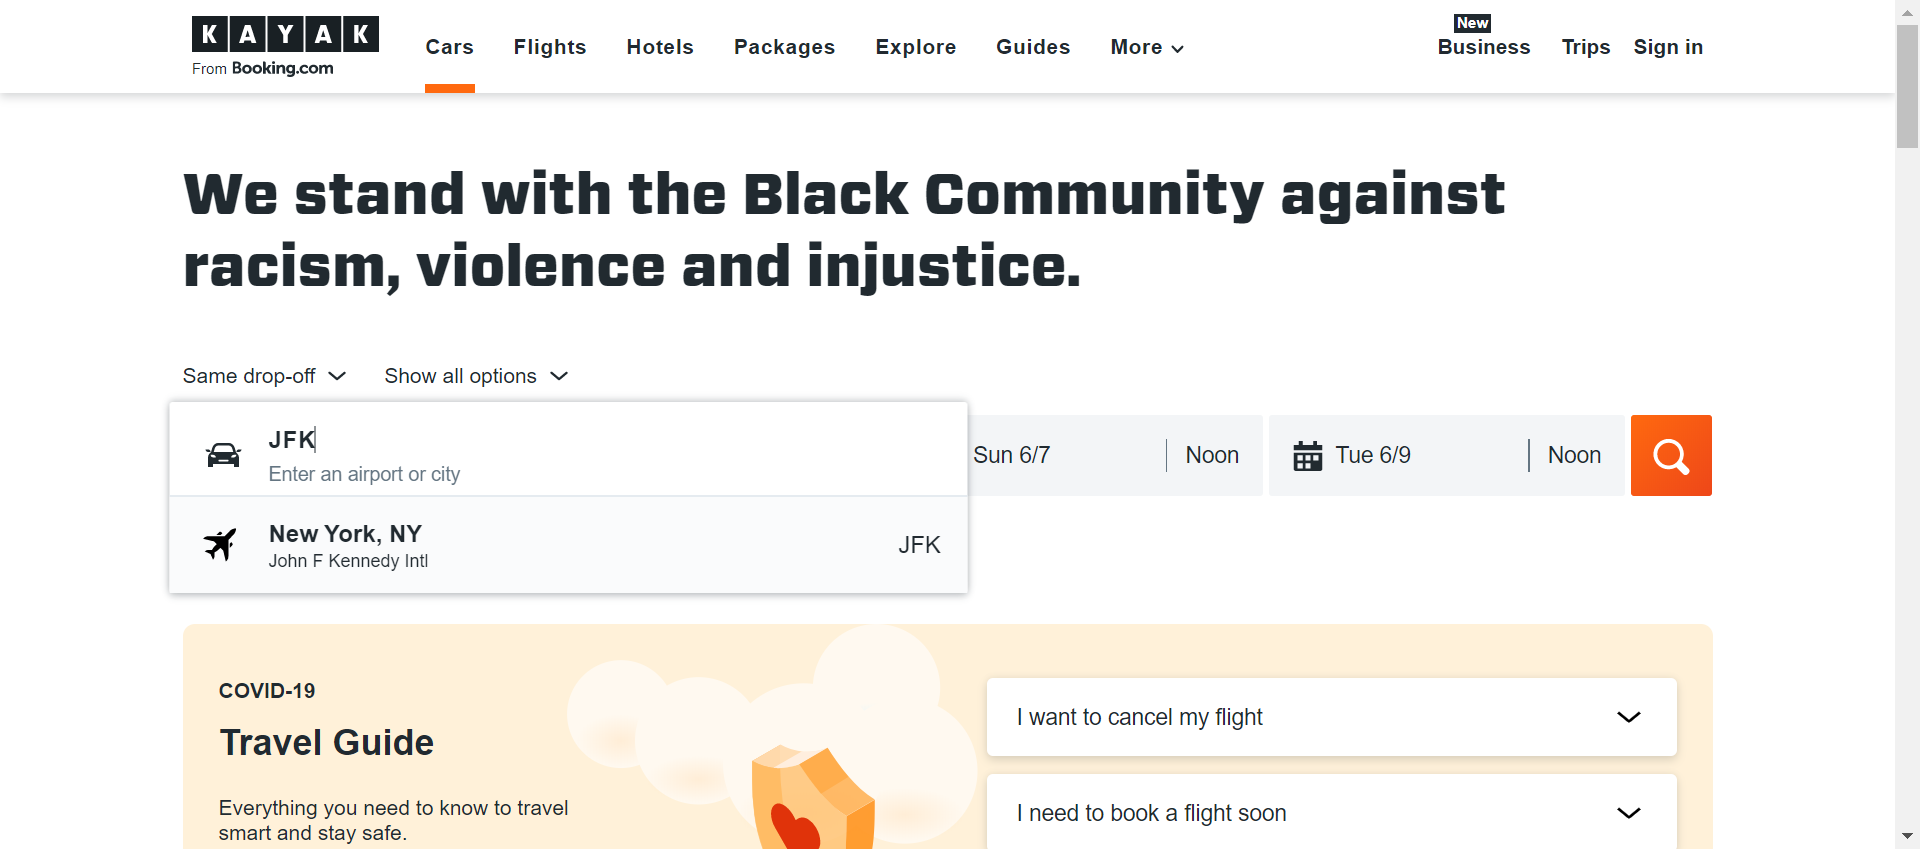 KAYAK
From Booking.com
Cars
Flights
Hotels
Packages
Explore
Guides
More
New
Business
Trips
Sign in
We stand with the Black Community against
racism, violence and injustice.
Same drop-off
Show all options
JFK
Enter an airport or city
Sun 6/7
Noon
Tue 6/9
Noon
New York, NY
John F Kennedy Intl
JFK
COVID-19
Travel Guide
Everything you need to know to travel
smart and stay safe.
I want to cancel my flight
I need to book a flight soon